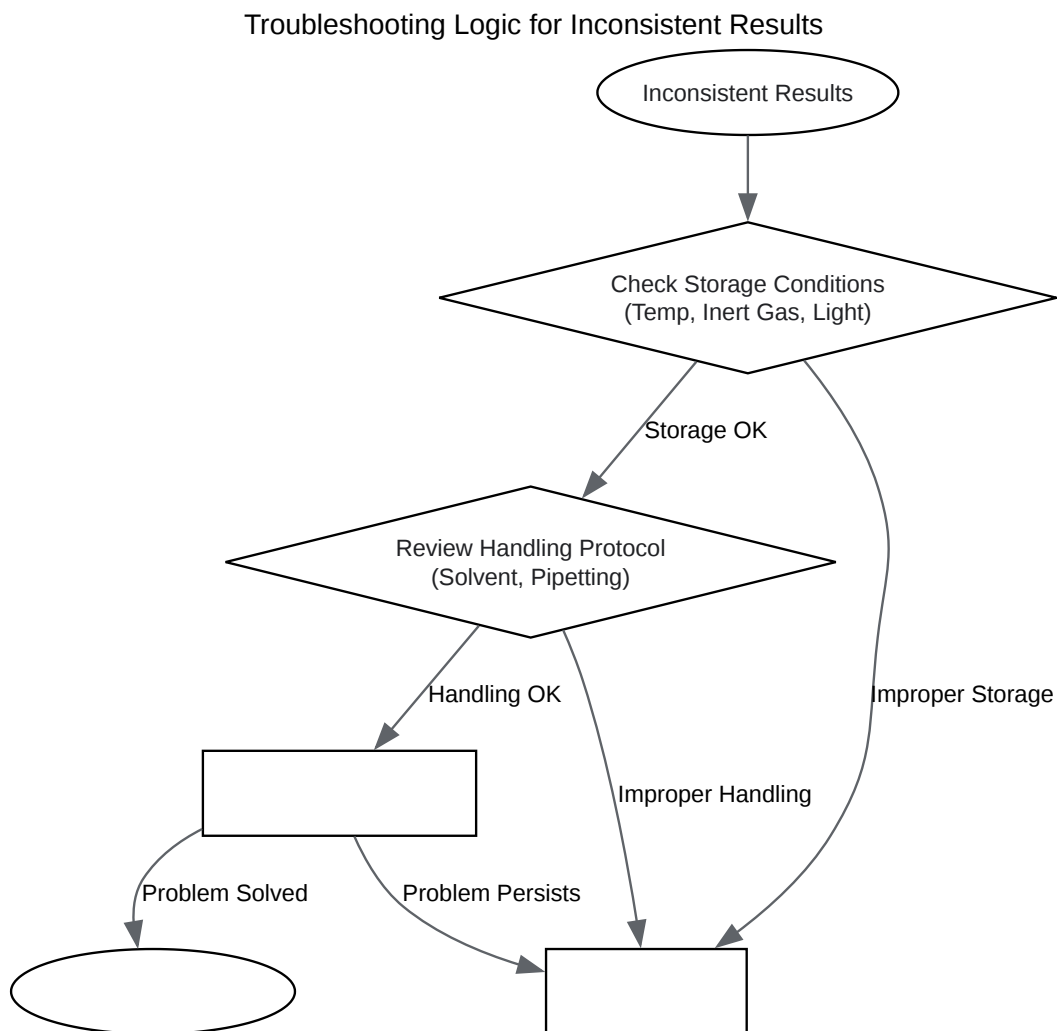 Troubleshooting Logic for Inconsistent Results
Inconsistent Results
Check Storage Conditions
(Temp, Inert Gas, Light)
Storage OK
Review Handling Protocol
(Solvent, Pipetting)
Handling OK
Improper Storage
Improper Handling
Problem Solved
Problem Persists